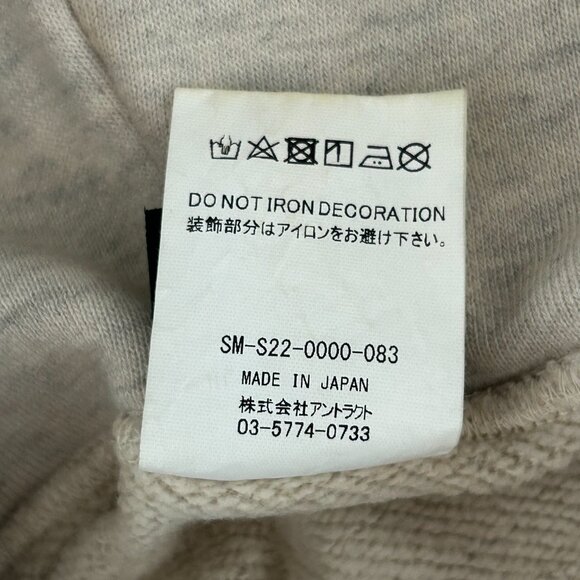 DO NOT IRON DECORATION
装飾部分はアイロンをお避け下さい。
SM-S22-0000-083
MADE IN JAPAN
株式会社アントラクト
03-5774-0733